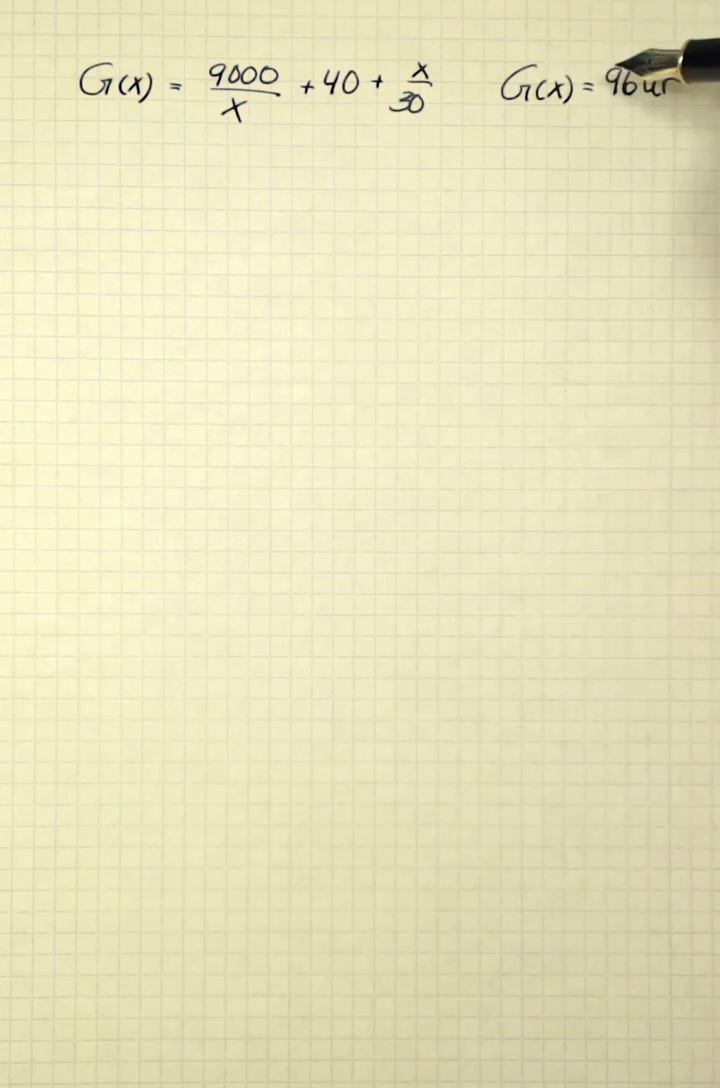 G(x) = 9000/x + 40 + x/30 G(x) = 96